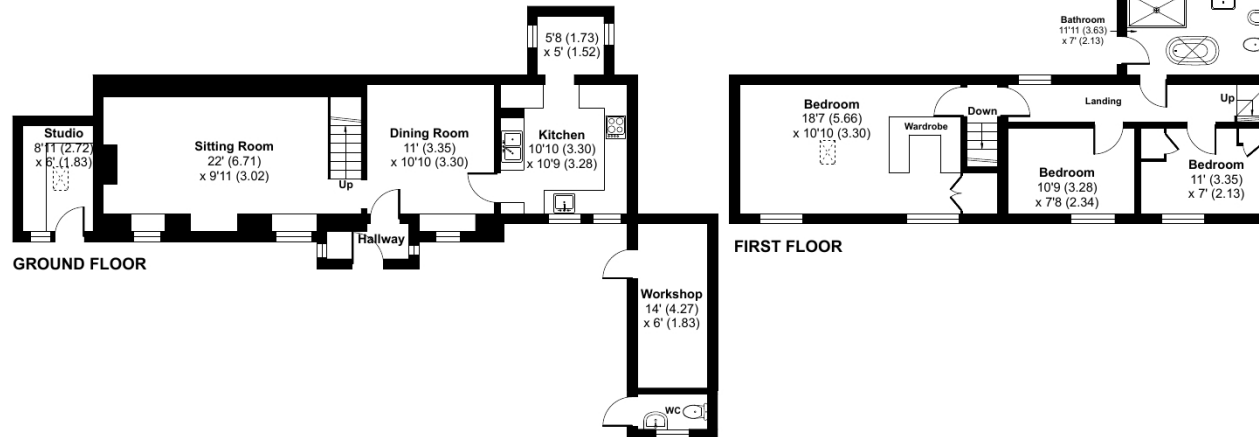 5'8 (1.73)
x 5' (1.52)
Studio
8'11 (2.72)
x 6' (1.83)
Sitting Room
22' (6.71)
x 9'11 (3.02)
Up
Dining Room
11' (3.35)
x 10'10 (3.30)
Kitchen
10'10 (3.30)
x 10'9 (3.28)
Hallway
GROUND FLOOR
Workshop
14' (4.27)
x 6' (1.83)
WC
Bathroom
11'11 (3.63)
x 7' (2.13)
Bedroom
18'7 (5.66)
x 10'10 (3.30)
Wardrobe
Down
Landing
Up
Bedroom
10'9 (3.28)
x 7'8 (2.34)
Bedroom
11' (3.35)
x 7' (2.13)
FIRST FLOOR